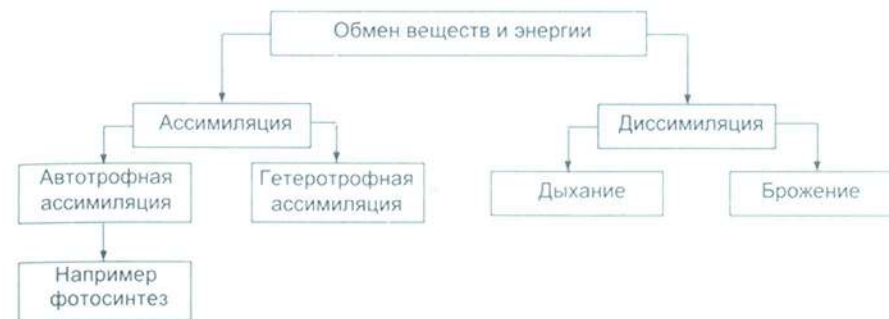 Обмен веществ и энергии
Ассимиляция
Диссимиляция
Автотрофная
ассимиляция
Гетеротрофная
ассимиляция
Дыхание
Брожение
Например
фотосинтез